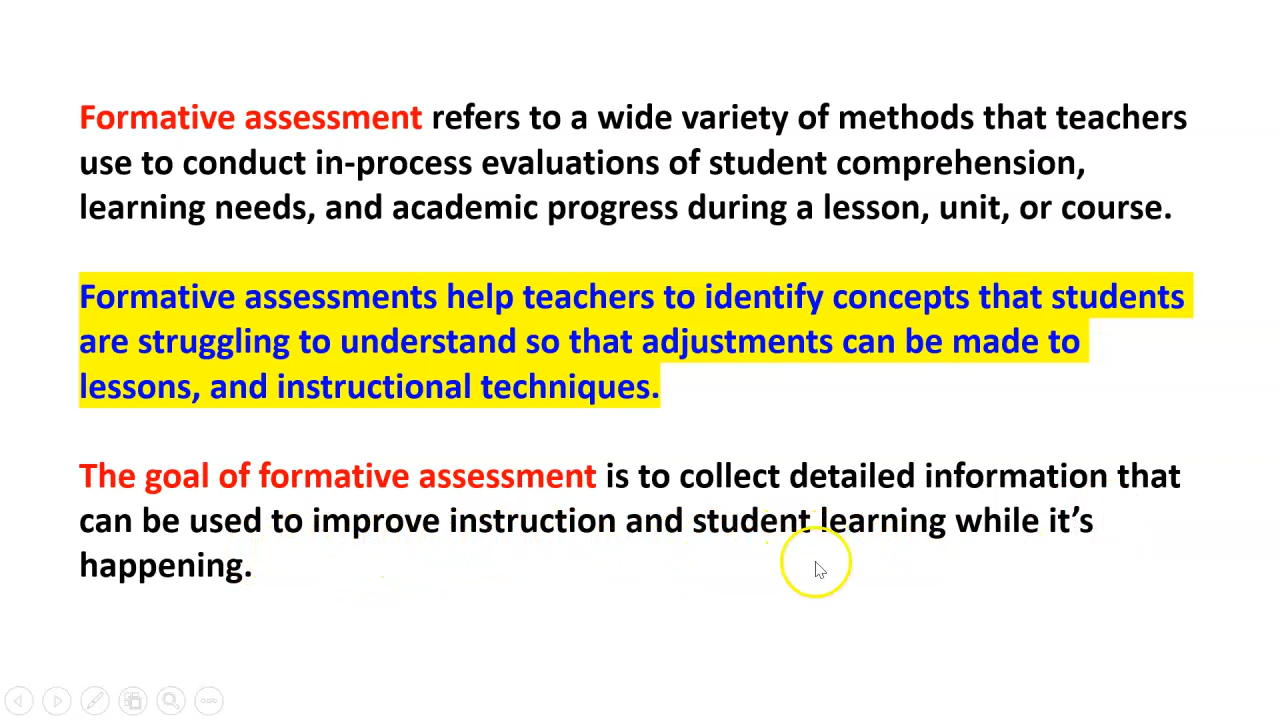 Formative assessment refers to a wide variety of methods that teachers
use to conduct in-process evaluations of student comprehension,
learning needs, and academic progress during a lesson, unit, or course.
Formative assessments help teachers to identify concepts that students
are struggling to understand so that adjustments can be made to
lessons, and instructional techniques.
The goal of formative assessment is to collect detailed information that
can be used to improve instruction and student learning while it’s
happening.